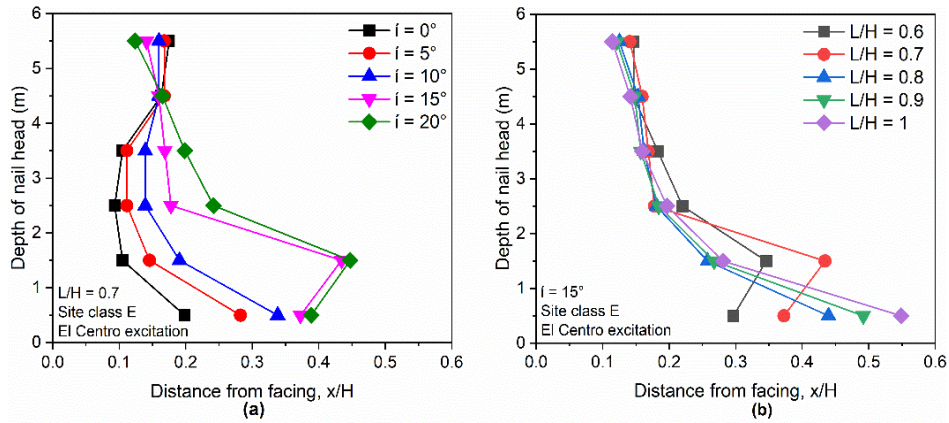 6
5
4
3
2
1
0
Depth of nail head (m)
í = 0°
í = 5°
í = 10°
í = 15°
í = 20°
L/H = 0.7
Site class E
El Centro excitation
0.0 0.1 0.2 0.3 0.4 0.5 0.6
Distance from facing, x/H
(a)
6
5
4
3
2
1
0
Depth of nail head (m)
L/H = 0.6
L/H = 0.7
L/H = 0.8
L/H = 0.9
L/H = 1
í = 15°
Site class E
El Centro excitation
0.0 0.1 0.2 0.3 0.4 0.5 0.6
Distance from facing, x/H
(b)